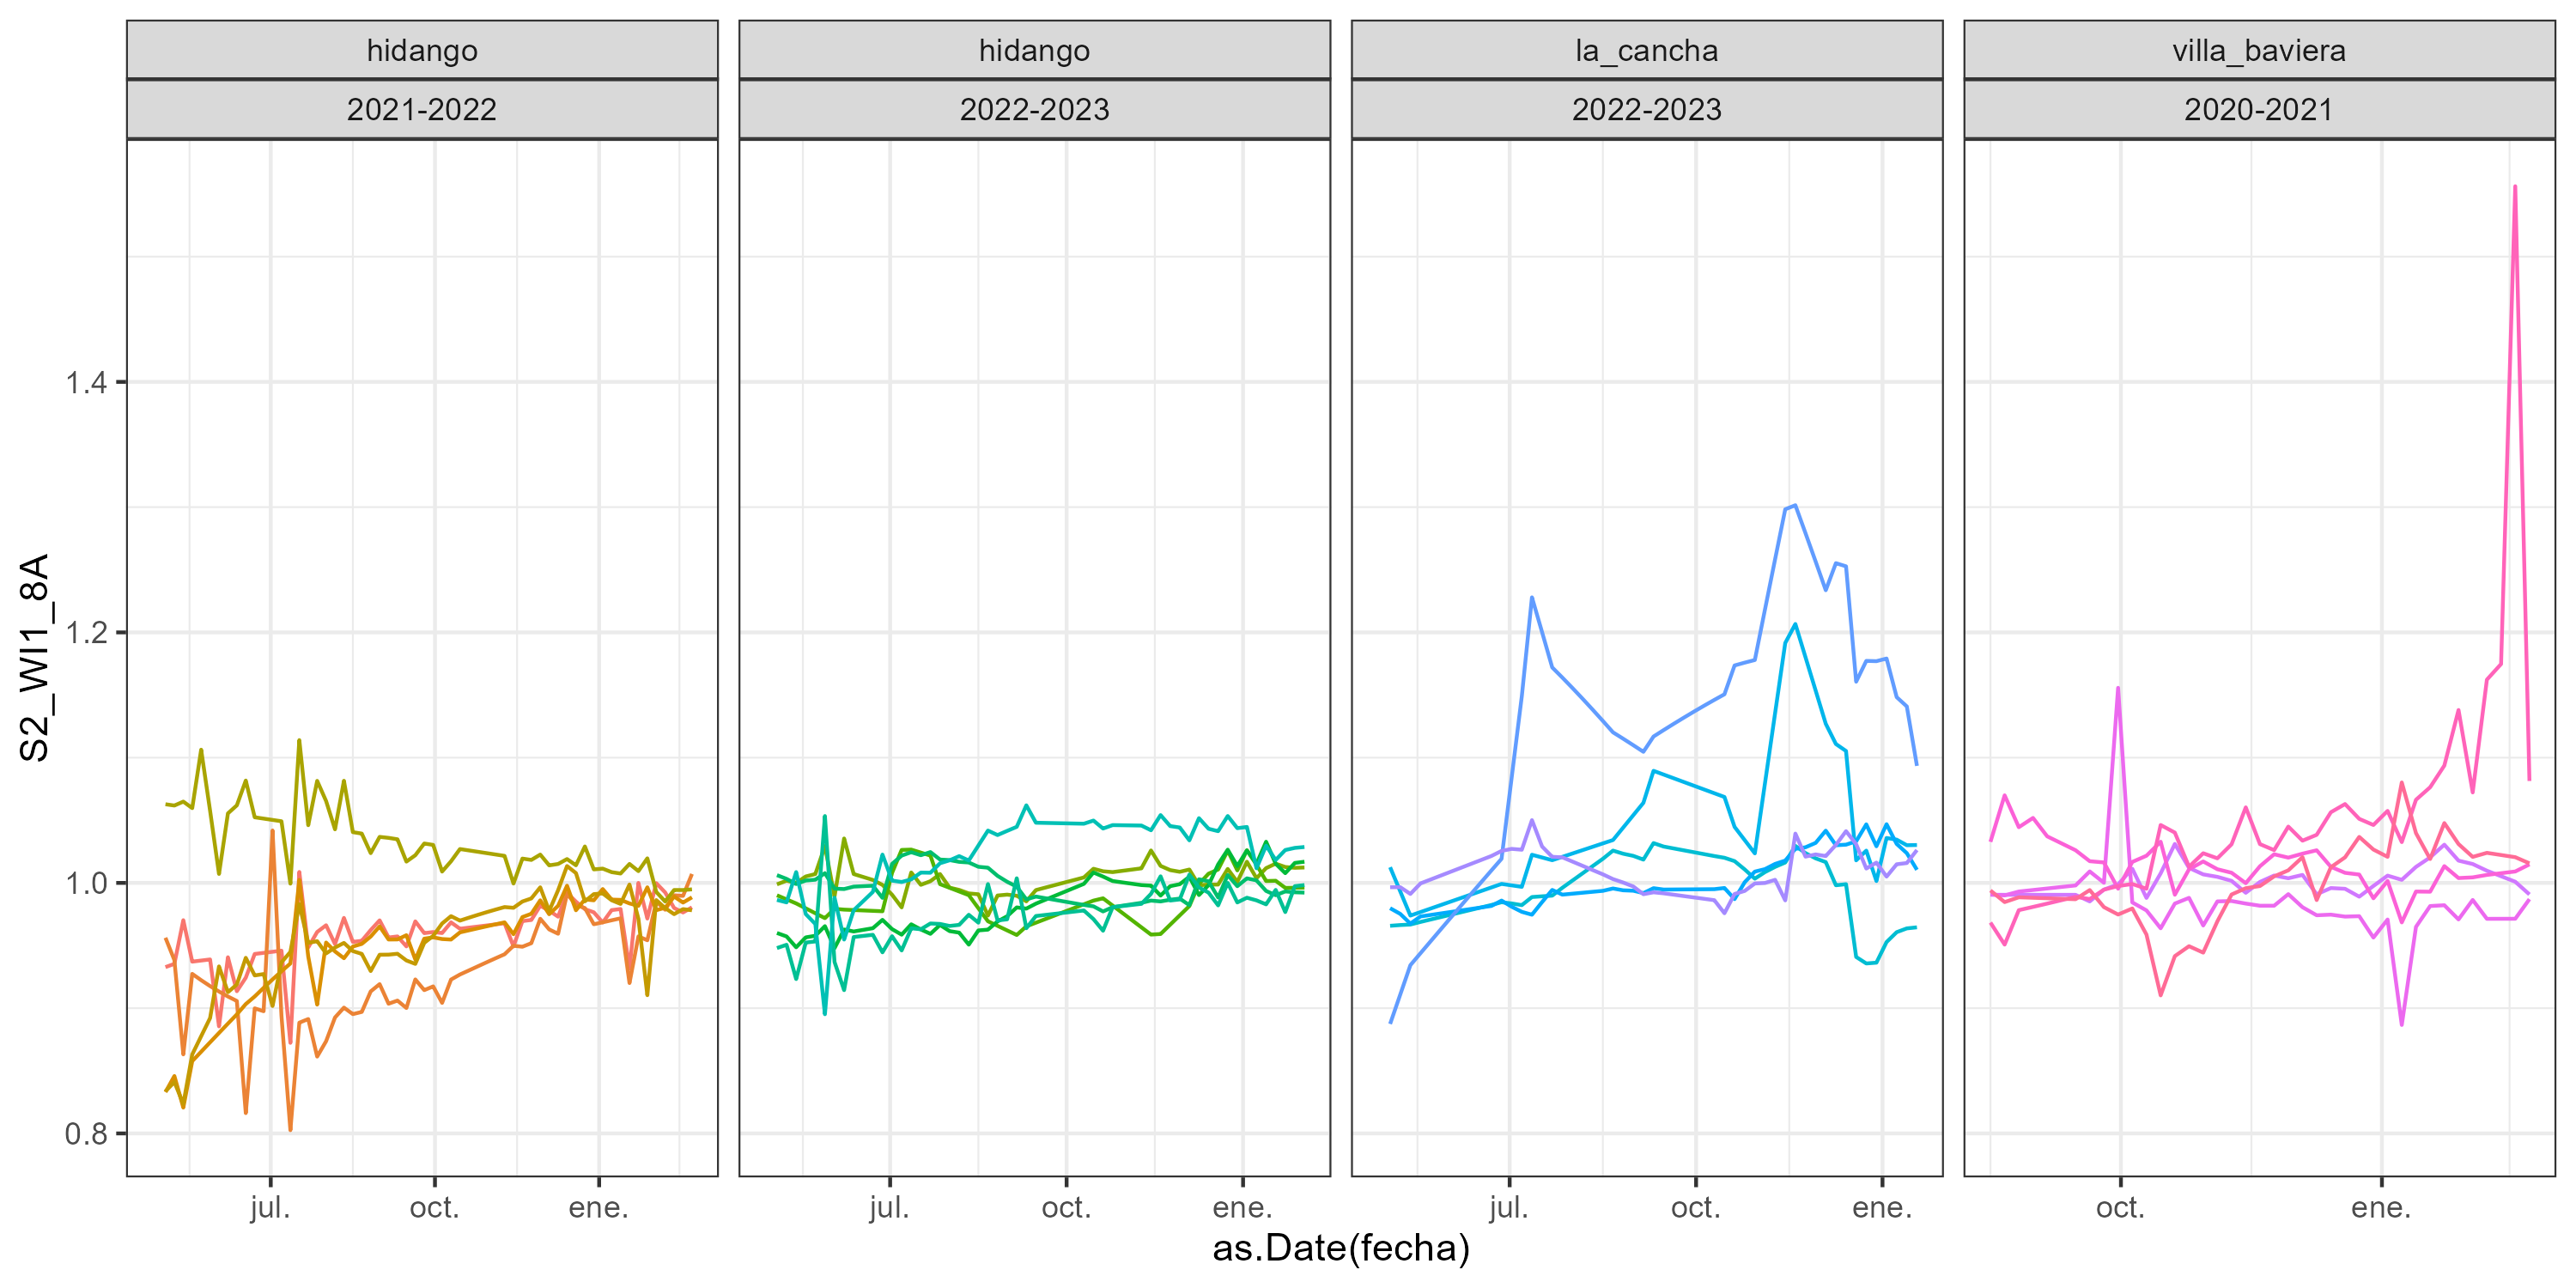 hidango hidango la_cancha villa_baviera
2021-2022 2022-2023 2022-2023 2020-2021
S2_WI1_8A
1.4
1.2
1.0
0.8
jul. oct. ene. jul. oct. ene. jul. oct. ene. oct. ene.
as.Date(fecha)